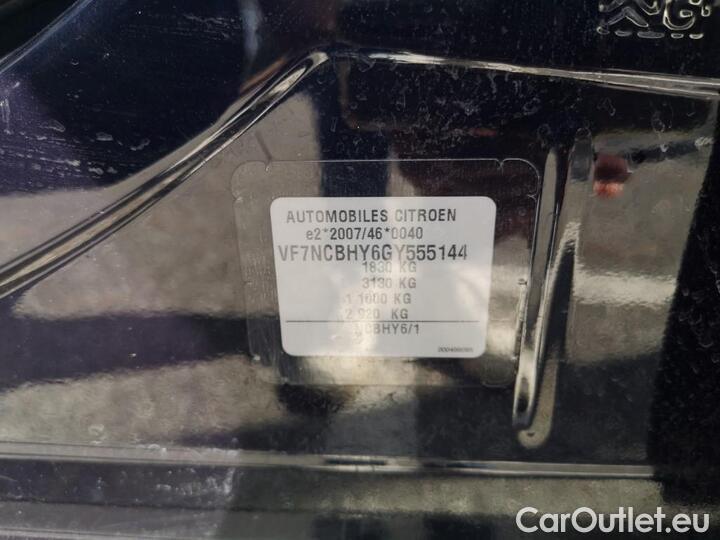 AUTOMOBILES CITROEN
e2*2007/46*0040
VF7NCBHY6GY555144
1830 KG
3130 KG
1 1000 KG
2 920 KG
NCBHY6/1
CarOutlet.eu